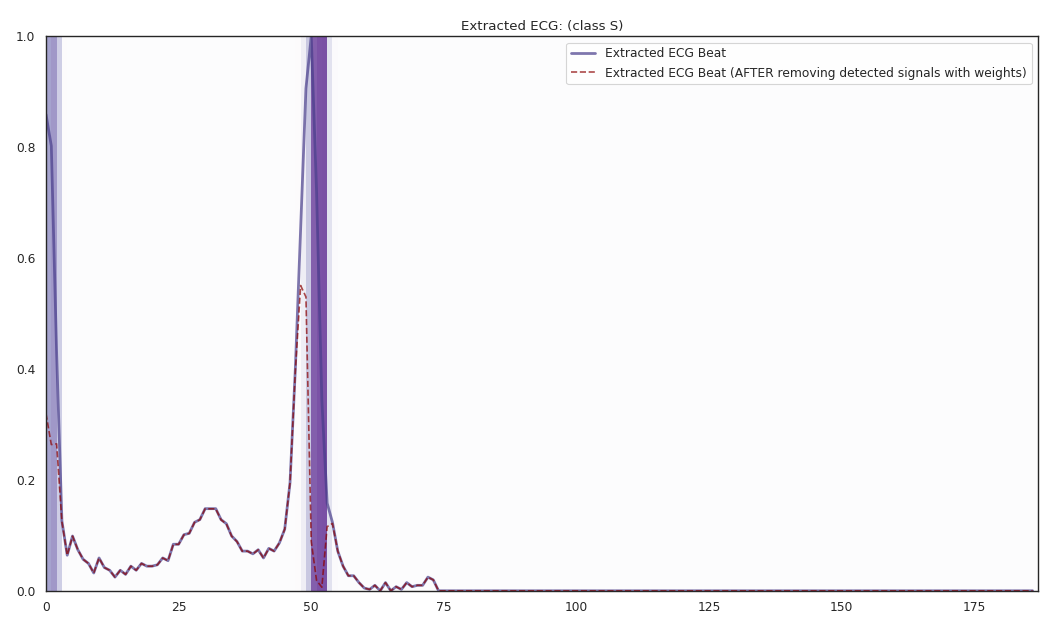 Extracted ECG: (class S)
Extracted ECG Beat
Extracted ECG Beat (AFTER removing detected signals with weights)
1.0
0.8
0.6
0.4
0.2
0.0
0 25 50 75 100 125 150 175